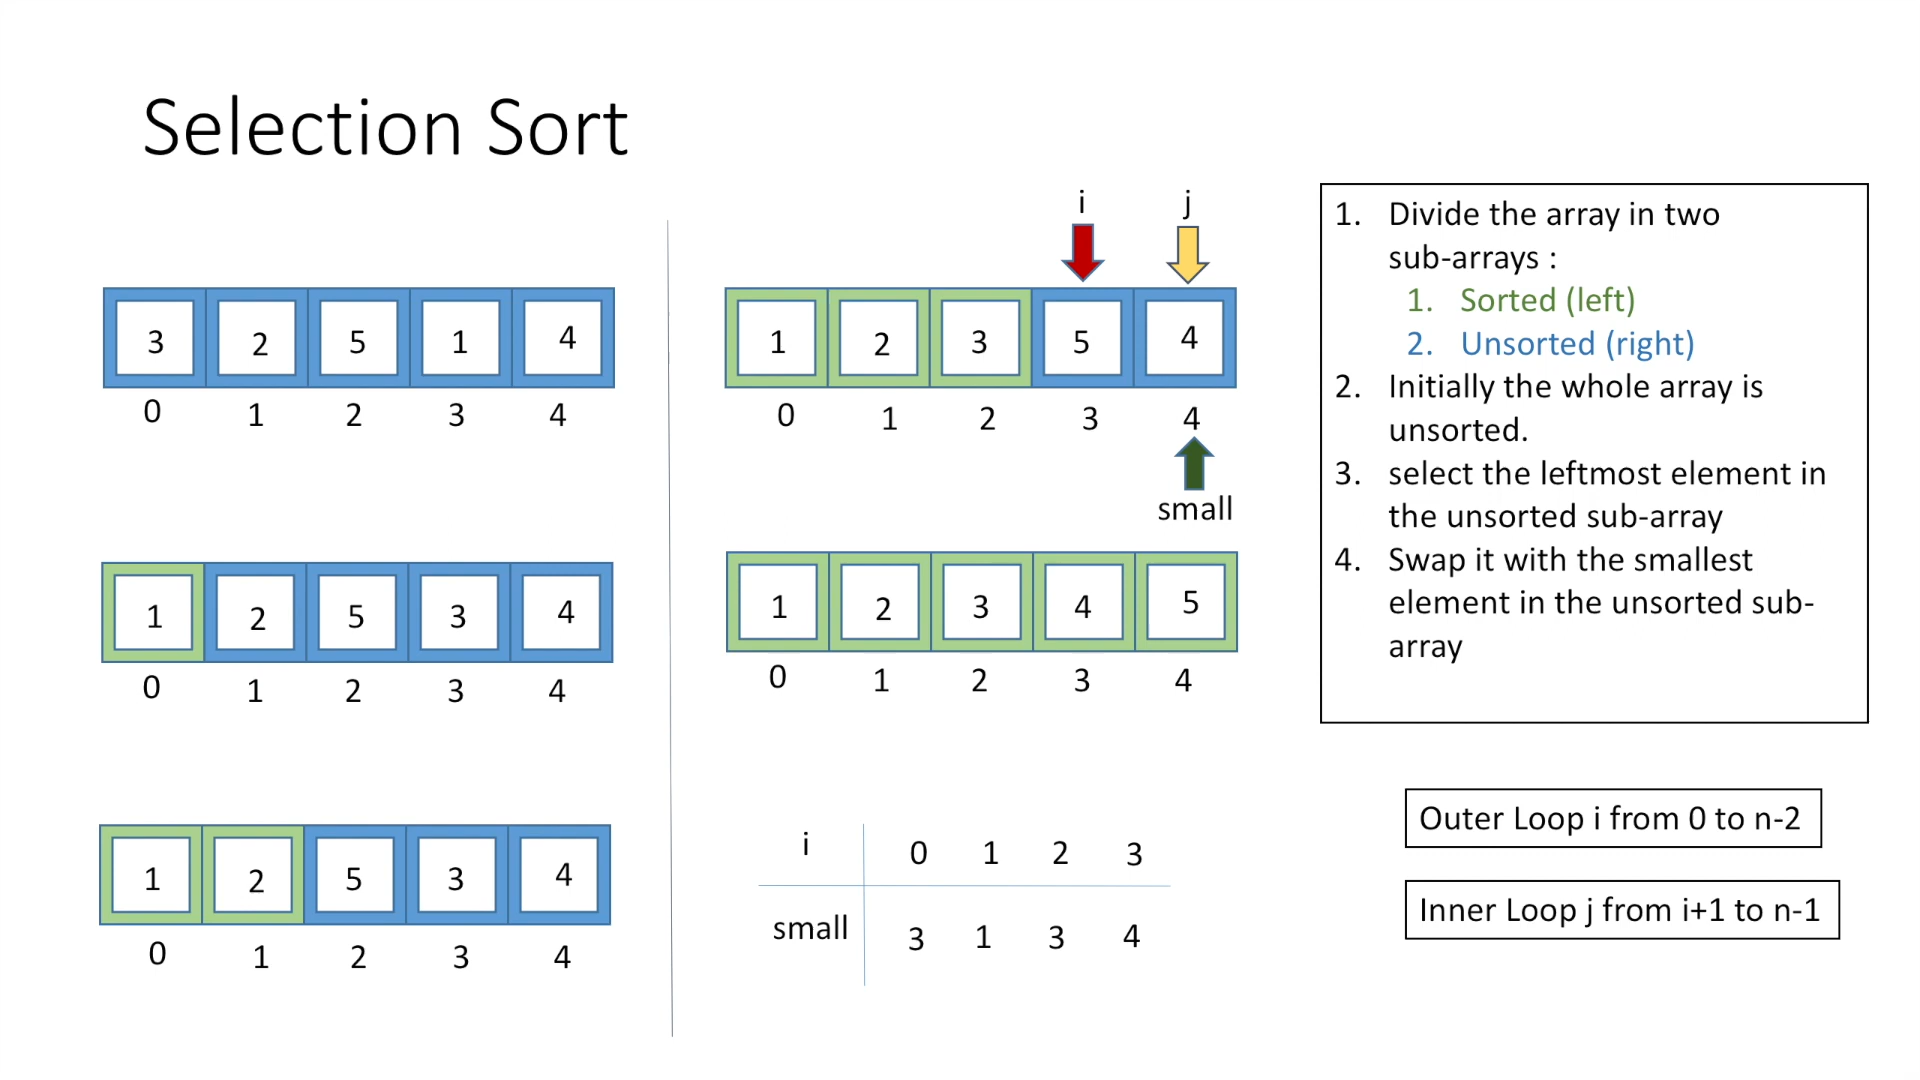 Selection Sort
3 2 5 1 4
0 1 2 3 4
1 2 5 3 4
0 1 2 3 4
1 2 5 3 4
0 1 2 3 4
i j
1 2 3 5 4
0 1 2 3 4
small
1 2 3 4 5
0 1 2 3 4
i 0 1 2 3
small 3 1 3 4
1. Divide the array in two
sub-arrays :
1. Sorted (left)
2. Unsorted (right)
2. Initially the whole array is
unsorted.
3. select the leftmost element in
the unsorted sub-array
4. Swap it with the smallest
element in the unsorted sub-
array
Outer Loop i from 0 to n-2
Inner Loop j from i+1 to n-1